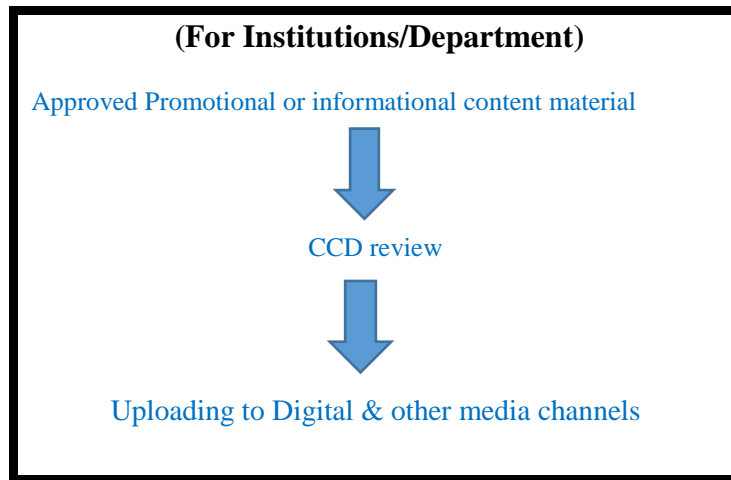 (For Institutions/Department)
Approved Promotional or informational content material
CCD review
Uploading to Digital & other media channels